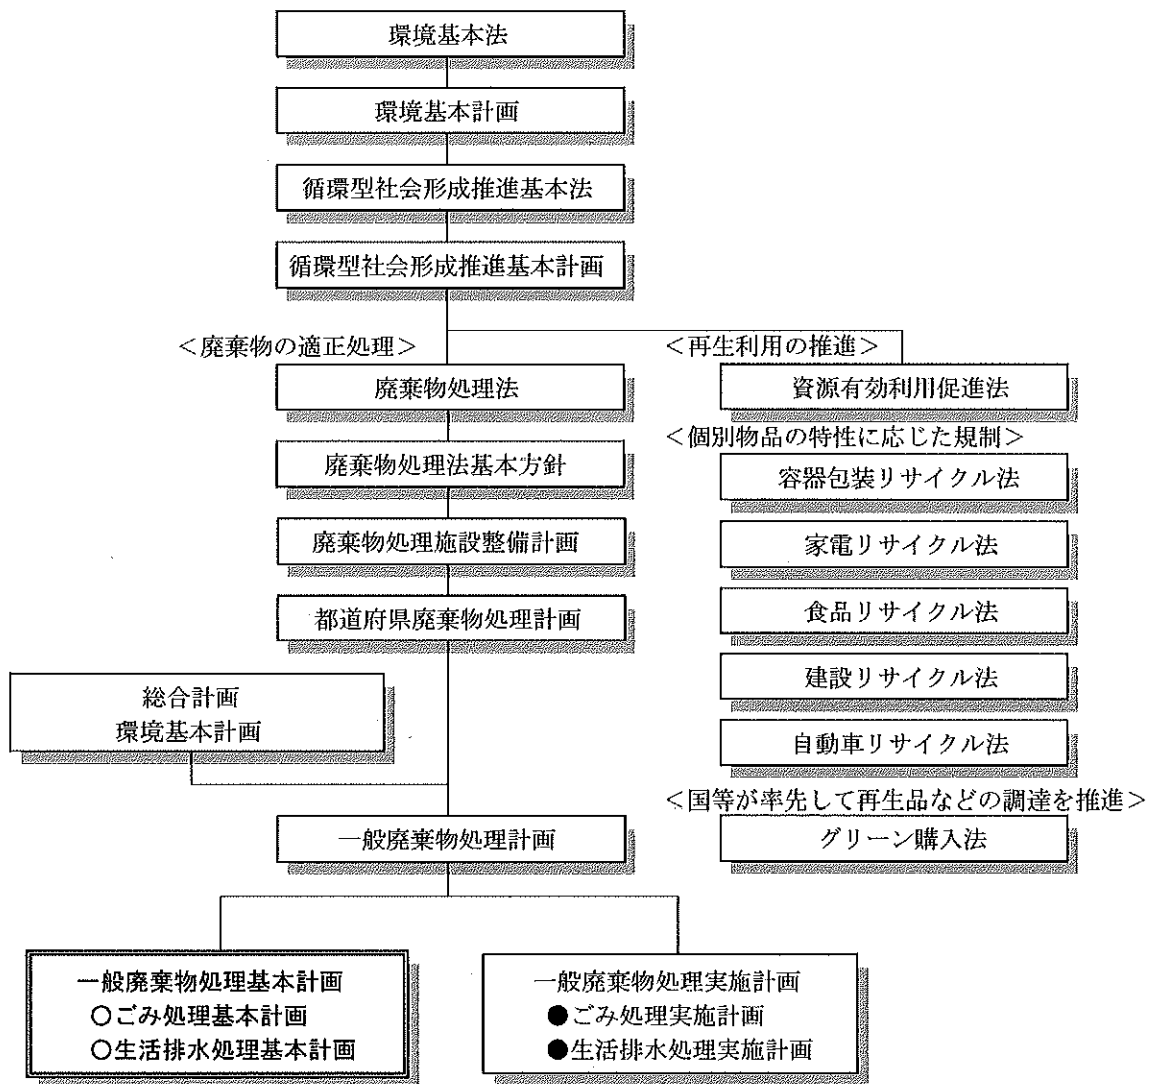 環境基本法
環境基本計画
循環型社会形成推進基本法
循環型社会形成推進基本計画
＜廃棄物の適正処理＞
＜再生利用の推進＞
廃棄物処理法
資源有効利用促進法
＜個別物品の特性に応じた規制＞
廃棄物処理法基本方針
容器包装リサイクル法
廃棄物処理施設整備計画
家電リサイクル法
都道府県廃棄物処理計画
食品リサイクル法
総合計画
環境基本計画
建設リサイクル法
自動車リサイクル法
＜国等が率先して再生品などの調達を推進＞
一般廃棄物処理計画
グリーン購入法
一般廃棄物処理基本計画
○ごみ処理基本計画
○生活排水処理基本計画
一般廃棄物処理実施計画
●ごみ処理実施計画
●生活排水処理実施計画